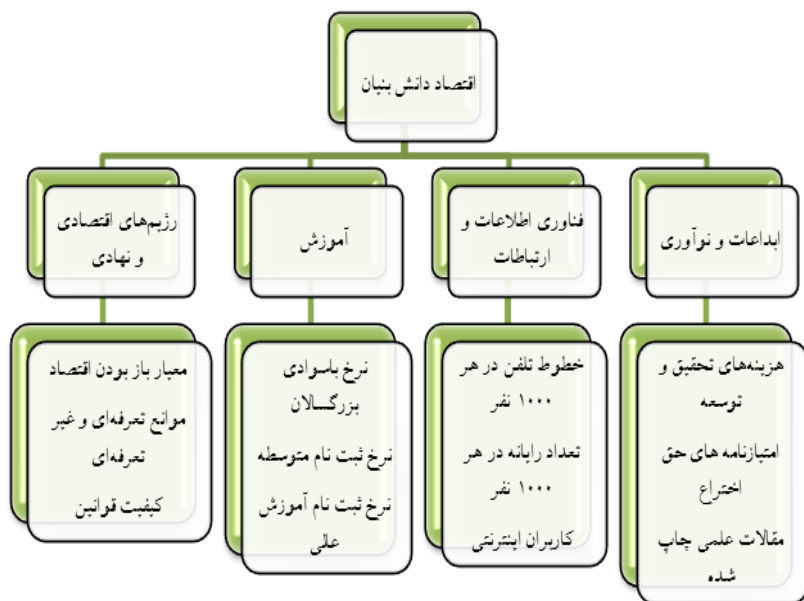 اقتصاد دانش بنیان
ابداعات و نوآوری
هزینه‌های تحقیق و
توسعه
امتیازنامه های حق
اختراع
مقالات علمی چاپ
شده
فناوری اطلاعات و
ارتباطات
خطوط تلفن در هر
۱۰۰۰ نفر
تعداد رایانه در هر
۱۰۰۰ نفر
کاربران اینترنتی
آموزش
نرخ باسوادی
بزرگسالان
نرخ ثبت نام متوسطه
نرخ ثبت نام آموزش
عالی
رژیم‌های اقتصادی
و نهادی
معیار باز بودن اقتصاد
موانع تعرفه‌ای و غیر
تعرفه‌ای
کیفیت قوانین